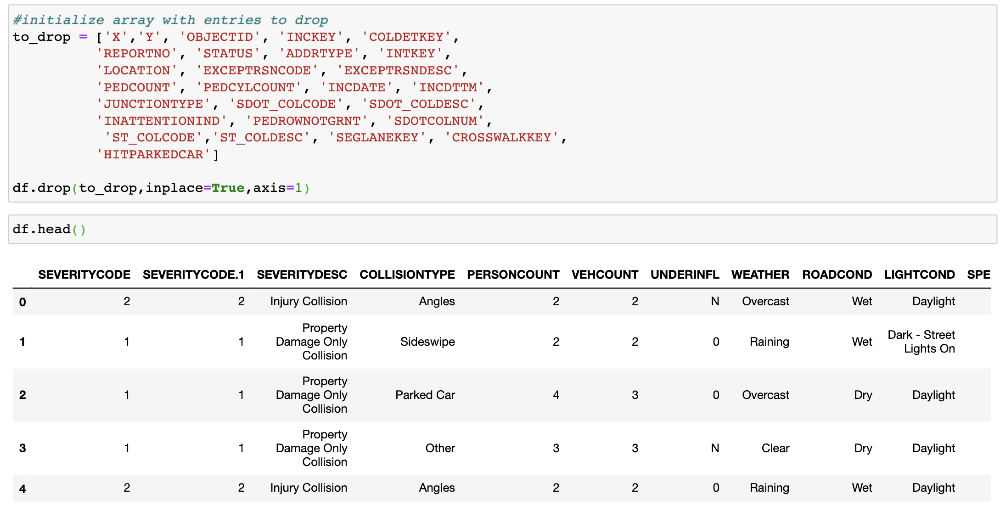 #initialize array with entries to drop
to_drop = ['X','Y', 'OBJECTID', 'INCKEY', 'COLDETKEY',
'REPORTNO', 'STATUS', 'ADDRTYPE', 'INTKEY',
'LOCATION', 'EXCEPTRSNCODE', 'EXCEPTRSNDESC',
'PEDCOUNT', 'PEDCYLCOUNT', 'INCDATE', 'INCDTTM',
'JUNCTIONTYPE', 'SDOT_COLCODE', 'SDOT_COLDESC',
'INATTENTIONIND', 'PEDROWNOTGRNT', 'SDOTCOLNUM',
'ST_COLCODE','ST_COLDESC', 'SEGLANEKEY', 'CROSSWALKKEY',
'HITPARKEDCAR']
df.drop(to_drop,inplace=True,axis=1)
df.head()
SEVERITYCODE SEVERITYCODE.1 SEVERITYDESC COLLISIONTYPE PERSONCOUNT VEHCOUNT UNDERINFL WEATHER ROADCOND LIGHTCOND SPE
0 2 2 Injury Collision Angles 2 2 N Overcast Wet Daylight
1 1 1 Property Damage Only Collision Sideswipe 2 2 0 Raining Wet Dark - Street Lights On
2 1 1 Property Damage Only Collision Parked Car 4 3 0 Overcast Dry Daylight
3 1 1 Property Damage Only Collision Other 3 3 N Clear Dry Daylight
4 2 2 Injury Collision Angles 2 2 0 Raining Wet Daylight